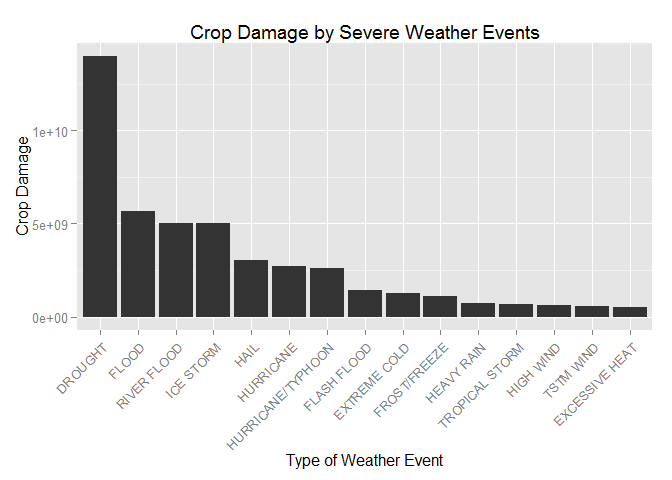 Crop Damage by Severe Weather Events
Crop Damage
1e+10
5e+09
0e+00
DROUGHT
FLOOD
RIVER FLOOD
ICE STORM
HAIL
HURRICANE
HURRICANE/TYPHOON
FLASH FLOOD
EXTREME COLD
FROST/FREEZE
HEAVY RAIN
TROPICAL STORM
HIGH WIND
TSTM WIND
EXCESSIVE HEAT
Type of Weather Event